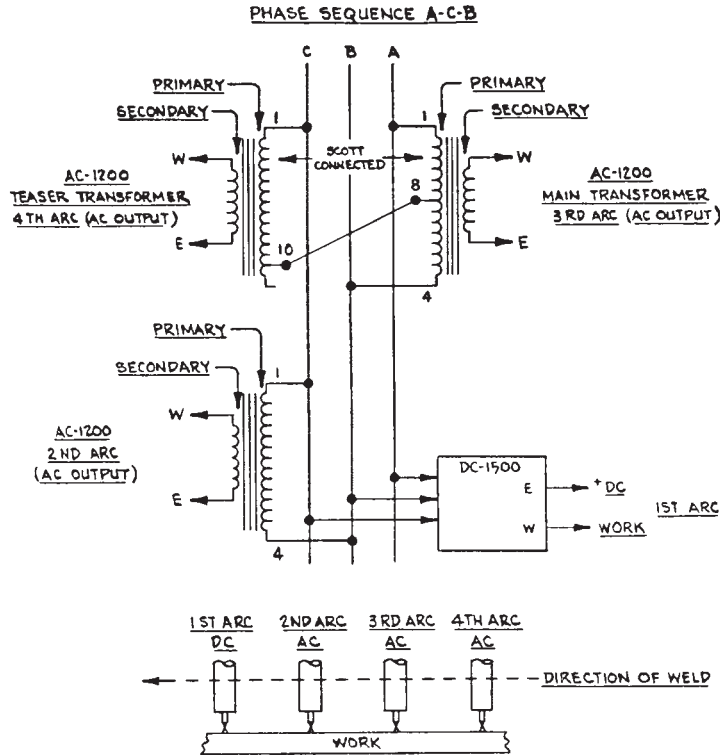 PHASE SEQUENCE A-C-B
C B A
PRIMARY
SECONDARY
1
W
E
AC-1200
TEASER TRANSFORMER
4TH ARC (AC OUTPUT)
10
SCOTT
CONNECTED
PRIMARY
SECONDARY
1
8
4
W
E
AC-1200
MAIN TRANSFORMER
3RD ARC (AC OUTPUT)
PRIMARY
SECONDARY
1
W
E
4
AC-1200
2ND ARC
(AC OUTPUT)
DC-1500
E
W
+DC
WORK
1ST ARC
1ST ARC
DC
2ND ARC
AC
3RD ARC
AC
4TH ARC
AC
DIRECTION OF WELD
WORK